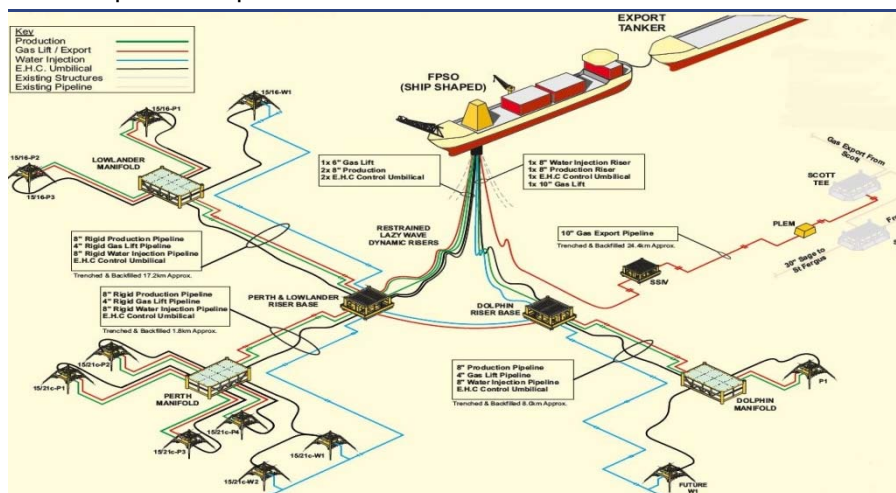 Key
Production
Gas Lift / Export
Water Injection
E.H.C. Umbilical
Existing Structures
Existing Pipeline
EXPORT
TANKER
FPSO
(SHIP SHAPED)
15/16-P1
15/16-W1
15/16-P2
LOWLANDER
MANIFOLD
15/16-P3
1x 6" Gas Lift
2x 8" Production
2x E.H.C Control Umbilical
1x 8" Water Injection Riser
1x 8" Production Riser
1x E.H.C Control Umbilical
1x 10" Gas Lift
Gas Export From
Scott
SCOTT
TEE
PLEM
30" Sage to
St Fergus
10" Gas Export Pipeline
Trenched & Backfilled 24.4km Approx.
SSIV
RESTRAINED
LAZY WAVE
DYNAMIC RISERS
8" Rigid Production Pipeline
4" Rigid Gas Lift Pipeline
8" Rigid Water Injection Pipeline
E.H.C Control Umbilical
Trenched & Backfilled 17.2km Approx.
PERTH & LOWLANDER
RISER BASE
DOLPHIN
RISER BASE
8" Rigid Production Pipeline
4" Rigid Gas Lift Pipeline
8" Rigid Water Injection Pipeline
E.H.C Control Umbilical
Trenched & Backfilled 1.8km Approx.
15/21c-P2
15/21c-P1
PERTH
MANIFOLD
15/21c-P4
15/21c-P3
15/21c-W1
15/21c-W2
8" Production Pipeline
4" Gas Lift Pipeline
8" Water Injection Pipeline
E.H.C Control Umbilical
Trenched & Backfilled 8.0km Approx.
P1
DOLPHIN
MANIFOLD
FUTURE
W1